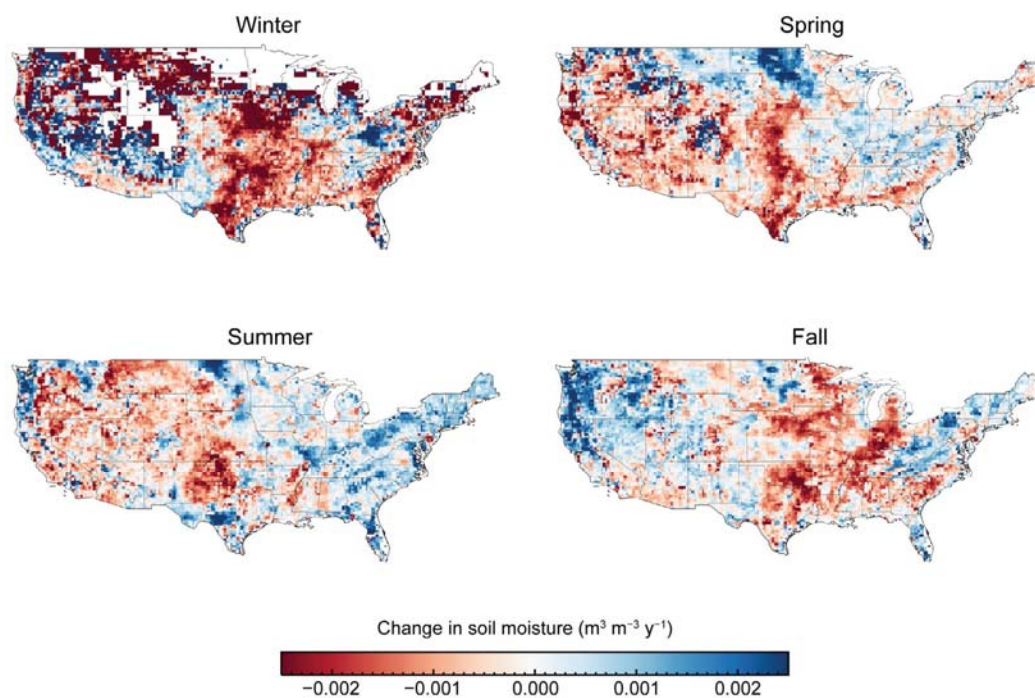 Winter
Spring
Summer
Fall
Change in soil moisture (m³ m⁻³ y⁻¹)
−0.002 −0.001 0.000 0.001 0.002